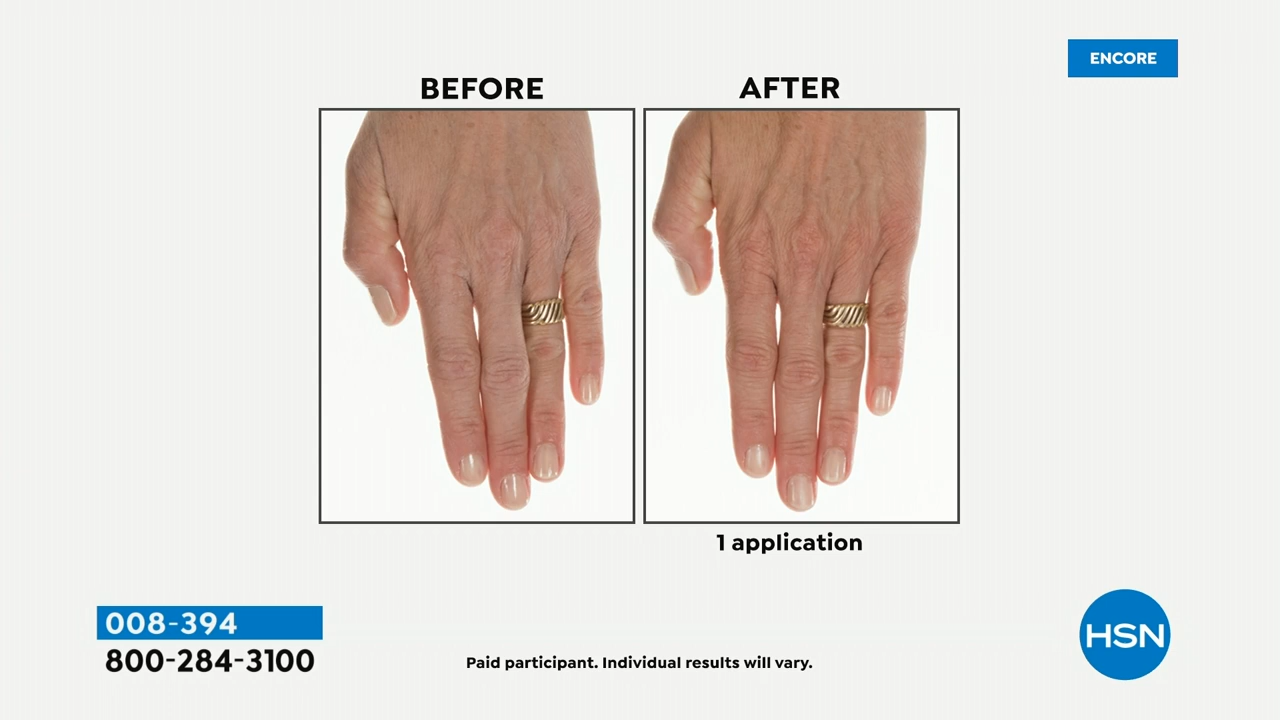 ENCORE
BEFORE
AFTER
1 application
008-394
800-284-3100
Paid participant. Individual results will vary.
HSN